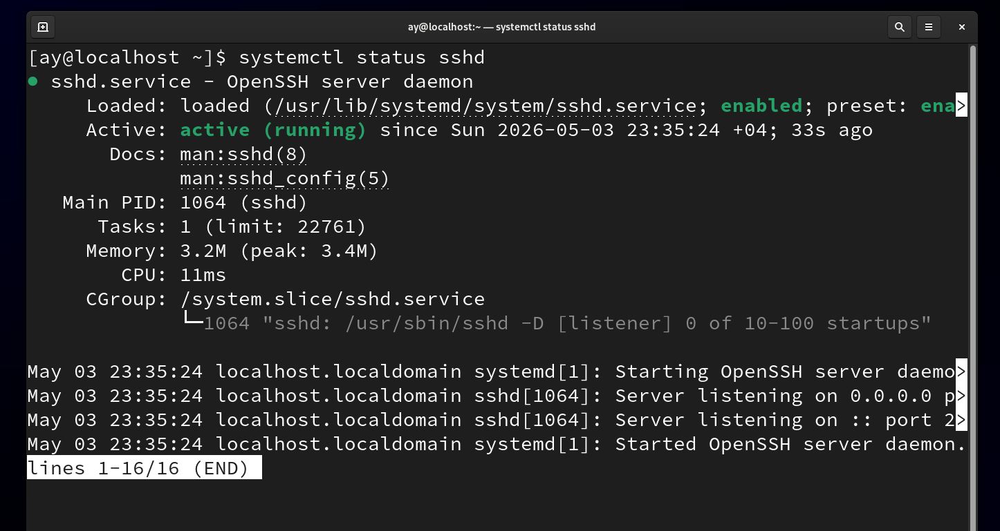 ay@localhost:~ — systemctl status sshd
[ay@localhost ~]$ systemctl status sshd
● sshd.service - OpenSSH server daemon
     Loaded: loaded (/usr/lib/systemd/system/sshd.service; enabled; preset: ena>
     Active: active (running) since Sun 2026-05-03 23:35:24 +04; 33s ago
       Docs: man:sshd(8)
             man:sshd_config(5)
   Main PID: 1064 (sshd)
      Tasks: 1 (limit: 22761)
     Memory: 3.2M (peak: 3.4M)
        CPU: 11ms
     CGroup: /system.slice/sshd.service
             └─1064 "sshd: /usr/sbin/sshd -D [listener] 0 of 10-100 startups"

May 03 23:35:24 localhost.localdomain systemd[1]: Starting OpenSSH server daemo>
May 03 23:35:24 localhost.localdomain sshd[1064]: Server listening on 0.0.0.0 p>
May 03 23:35:24 localhost.localdomain sshd[1064]: Server listening on :: port 2>
May 03 23:35:24 localhost.localdomain systemd[1]: Started OpenSSH server daemon.
lines 1-16/16 (END)